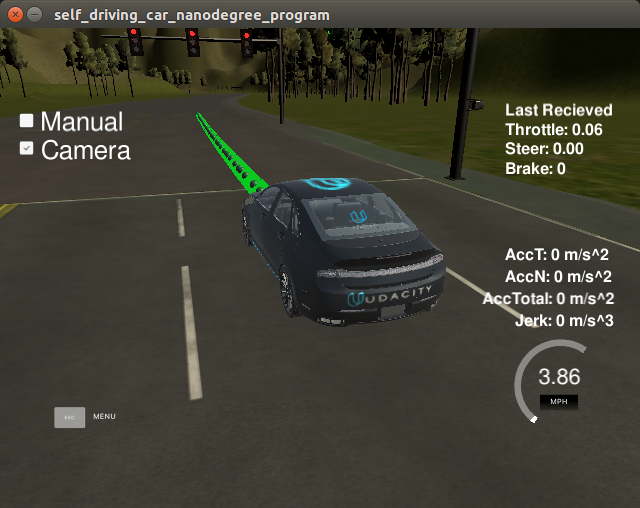 self_driving_car_nanodegree_program
Manual
Camera
Last Recieved
Throttle: 0.06
Steer: 0.00
Brake: 0
AccT: 0 m/s^2
AccN: 0 m/s^2
AccTotal: 0 m/s^2
Jerk: 0 m/s^3
UDACITY
3.86
MPH
ESC
MENU